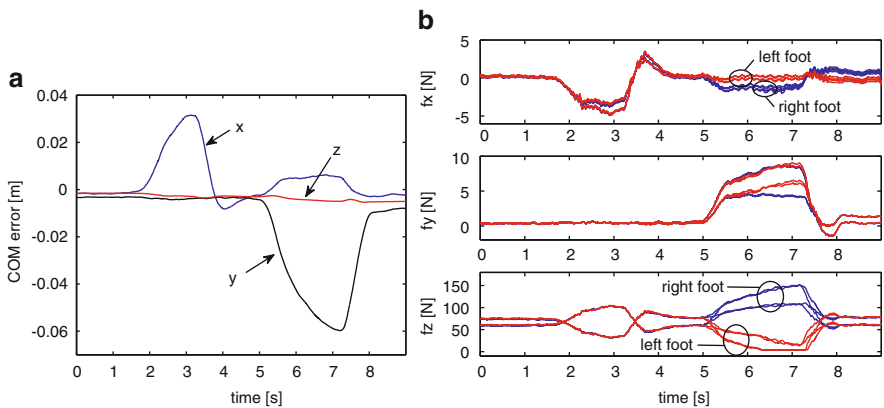 a
COM error [m]
0.04
0.02
0
-0.02
-0.04
-0.06
x
z
y
0 1 2 3 4 5 6 7 8
time [s]
b
fx [N]
5
0
-5
left foot
right foot
0 1 2 3 4 5 6 7 8
fy [N]
10
5
0
0 1 2 3 4 5 6 7 8
fz [N]
150
100
50
0
right foot
left foot
0 1 2 3 4 5 6 7 8
time [s]